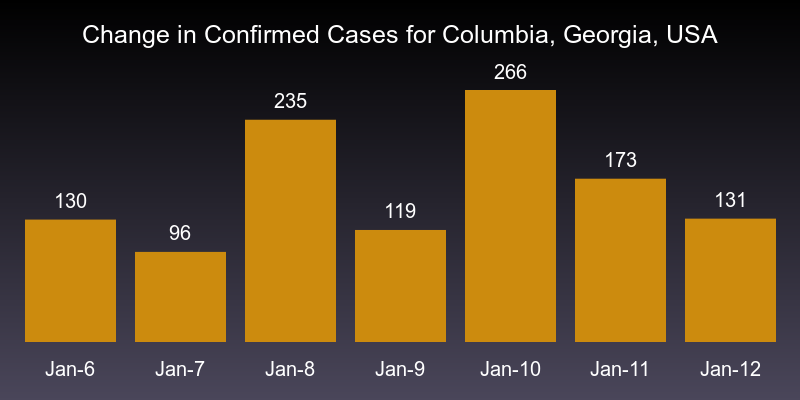 Change in Confirmed Cases for Columbia, Georgia, USA
130
96
235
119
266
173
131
Jan-6
Jan-7
Jan-8
Jan-9
Jan-10
Jan-11
Jan-12